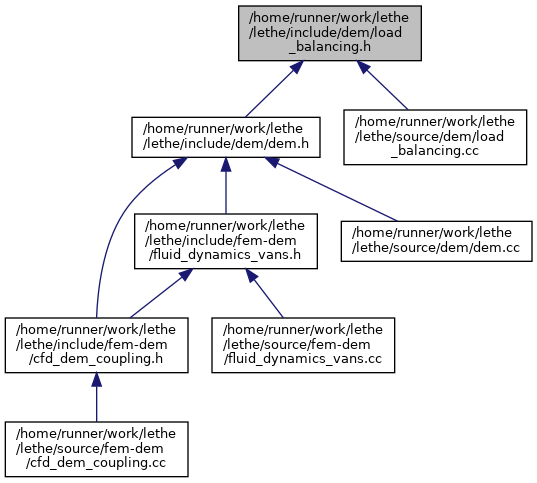 /home/runner/work/lethe
/lethe/include/dem/load
_balancing.h
/home/runner/work/lethe
/lethe/include/dem/dem.h
/home/runner/work/lethe
/lethe/source/dem/load
_balancing.cc
/home/runner/work/lethe
/lethe/include/fem-dem
/fluid_dynamics_vans.h
/home/runner/work/lethe
/lethe/source/dem/dem.cc
/home/runner/work/lethe
/lethe/include/fem-dem
/cfd_dem_coupling.h
/home/runner/work/lethe
/lethe/source/fem-dem
/fluid_dynamics_vans.cc
/home/runner/work/lethe
/lethe/source/fem-dem
/cfd_dem_coupling.cc